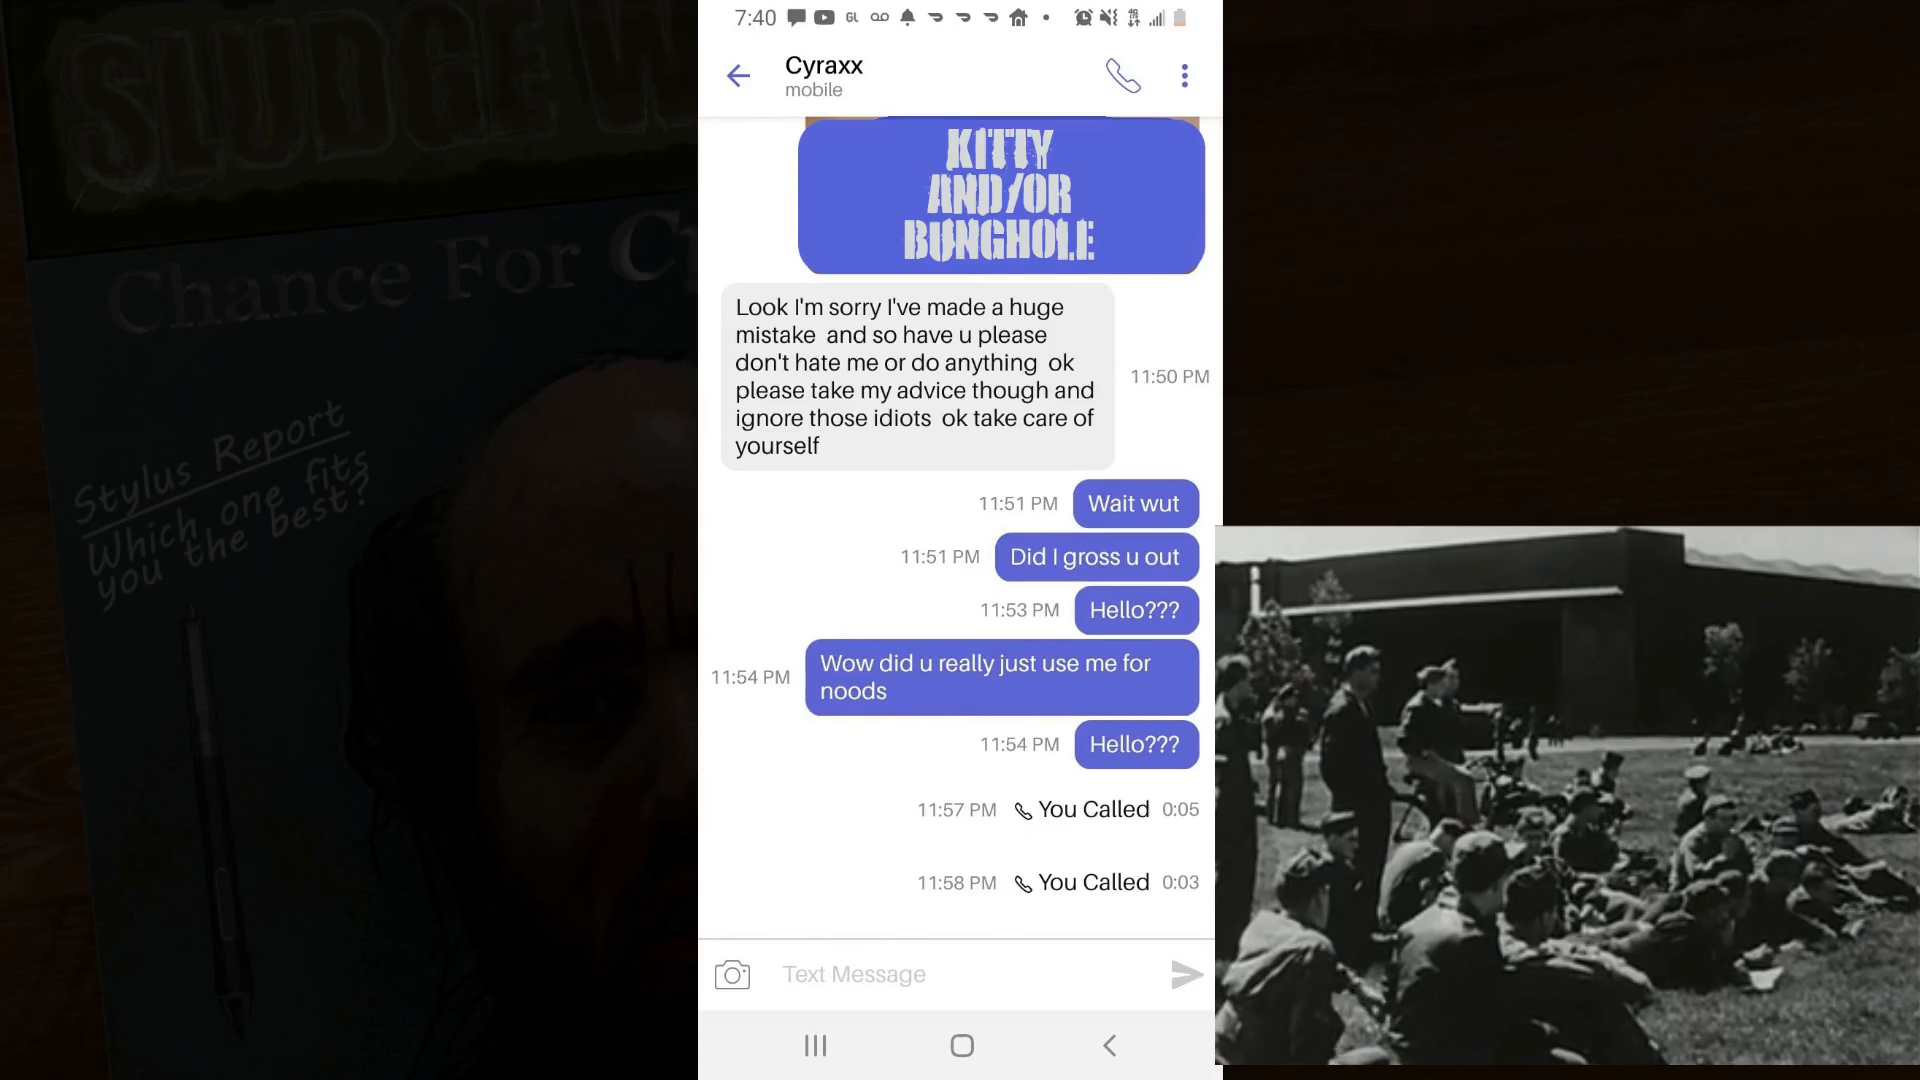 SLUDGE W
Chance For C
Stylus Report
Which one fits
you the best?
7:40
GL
Cyraxx
mobile
KITTY
AND/OR
BUNGHOLE
Look I'm sorry I've made a huge
mistake  and so have u please
don't hate me or do anything  ok
please take my advice though and
ignore those idiots  ok take care of
yourself
11:50 PM
11:51 PM Wait wut
11:51 PM Did I gross u out
11:53 PM Hello???
11:54 PM Wow did u really just use me for
noods
11:54 PM Hello???
11:57 PM You Called 0:05
11:58 PM You Called 0:03
Text Message